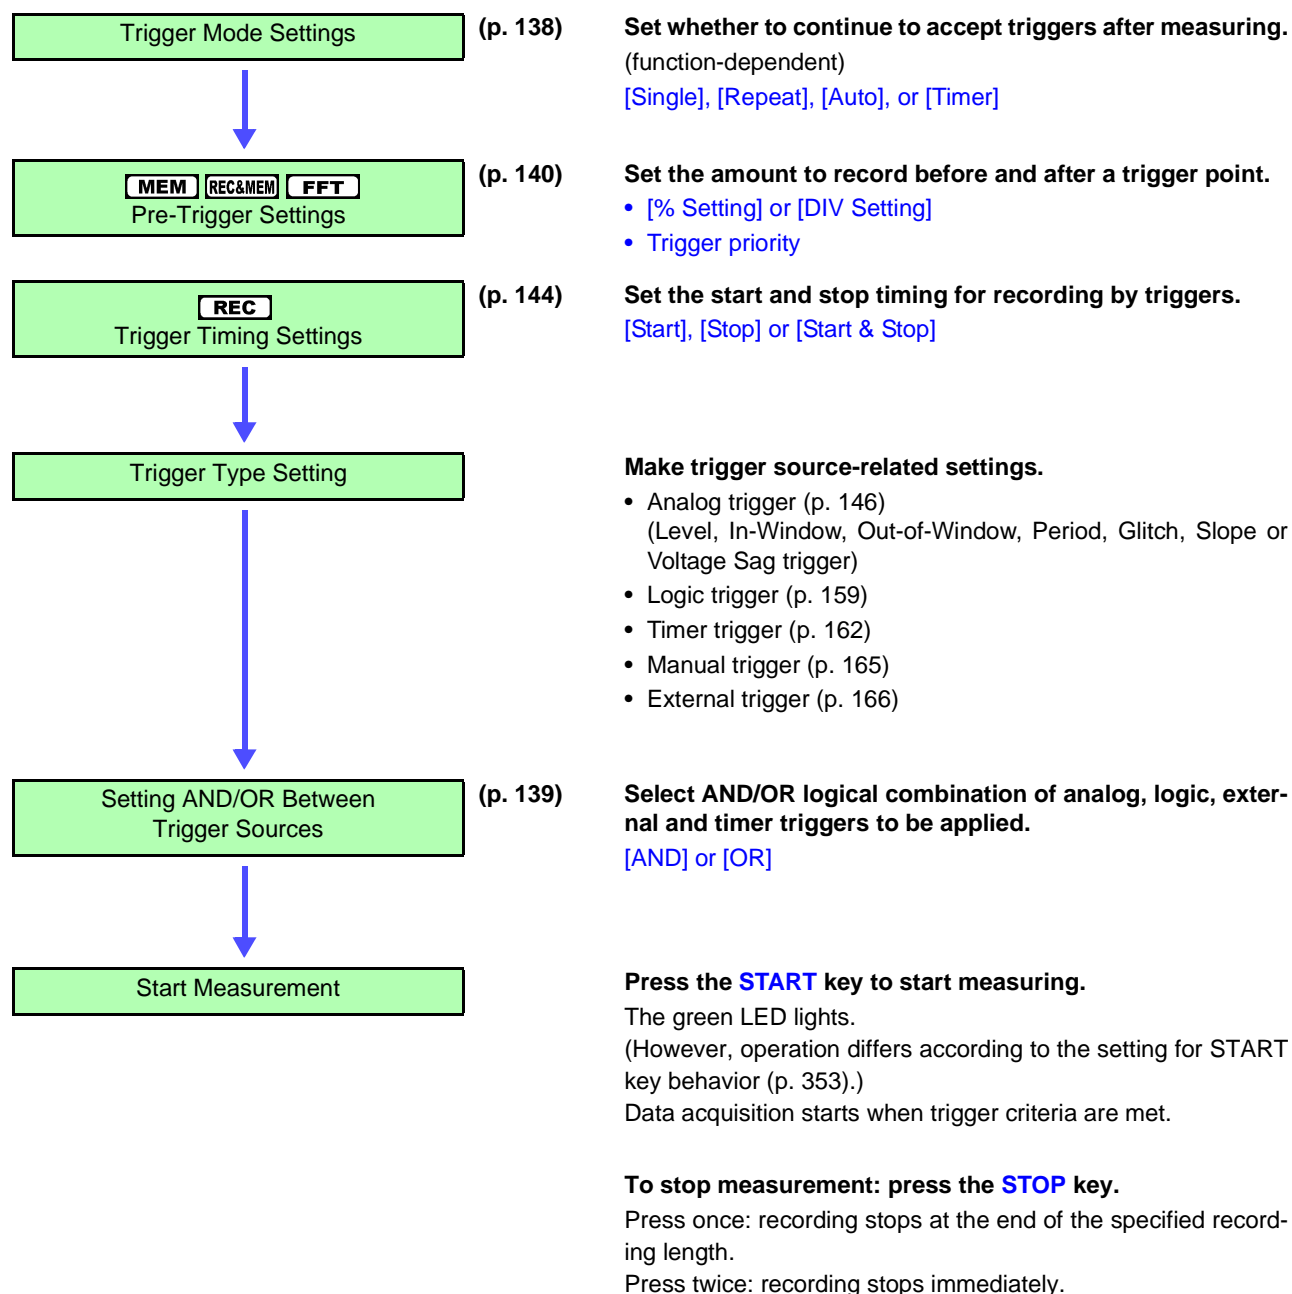 Trigger Mode Settings
(p. 138)
Set whether to continue to accept triggers after measuring.
(function-dependent)
[Single], [Repeat], [Auto], or [Timer]
MEM REC&MEM FFT
Pre-Trigger Settings
(p. 140)
Set the amount to record before and after a trigger point.
• [% Setting] or [DIV Setting]
• Trigger priority
REC
Trigger Timing Settings
(p. 144)
Set the start and stop timing for recording by triggers.
[Start], [Stop] or [Start & Stop]
Trigger Type Setting
Make trigger source-related settings.
• Analog trigger (p. 146)
(Level, In-Window, Out-of-Window, Period, Glitch, Slope or
Voltage Sag trigger)
• Logic trigger (p. 159)
• Timer trigger (p. 162)
• Manual trigger (p. 165)
• External trigger (p. 166)
Setting AND/OR Between
Trigger Sources
(p. 139)
Select AND/OR logical combination of analog, logic, exter-
nal and timer triggers to be applied.
[AND] or [OR]
Start Measurement
Press the START key to start measuring.
The green LED lights.
(However, operation differs according to the setting for START
key behavior (p. 353).)
Data acquisition starts when trigger criteria are met.
To stop measurement: press the STOP key.
Press once: recording stops at the end of the specified record-
ing length.
Press twice: recording stops immediately.